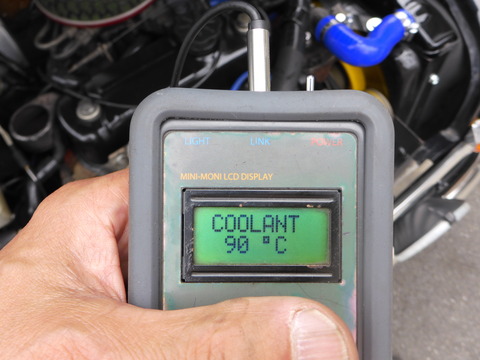 LIGHT LINK POWER
MINI-MONI LCD DISPLAY
COOLANT
90 °C